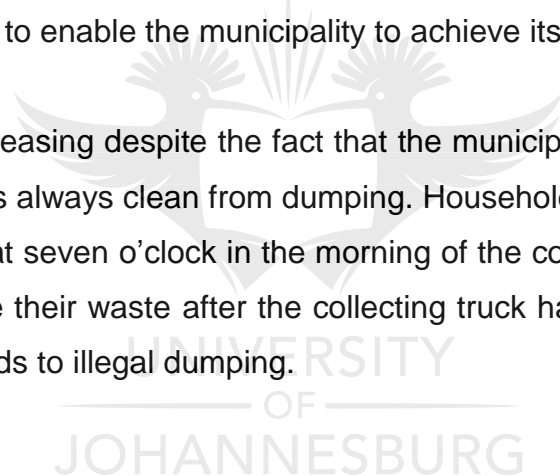 to enable the municipality to achieve its
easing despite the fact that the municip
s always clean from dumping. Househol
at seven o’clock in the morning of the co
e their waste after the collecting truck ha
ds to illegal dumping.
UNIVERSITY
OF
JOHANNESBURG